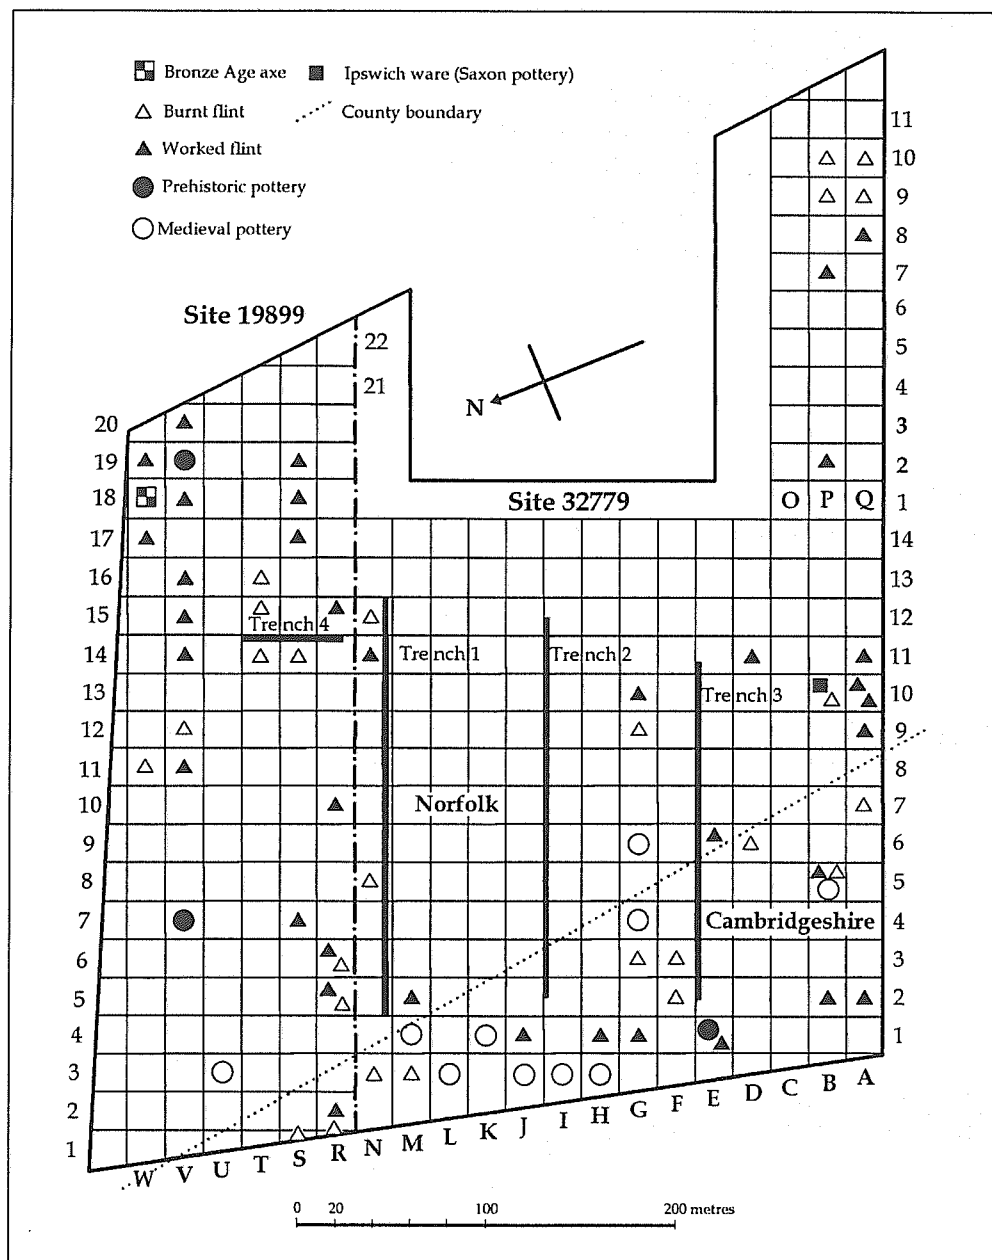 Bronze Age axe
Ipswich ware (Saxon pottery)
Burnt flint
County boundary
Worked flint
Prehistoric pottery
Medieval pottery
Site 19899
Site 32779
N
22
21
20
19
18
17
16
15
14
13
12
11
10
9
8
7
6
5
4
3
2
1
11
10
9
8
7
6
5
4
3
2
1
O P Q
14
13
12
11
10
9
8
7
6
5
4
3
2
1
Trench 4
Trench 1
Trench 2
Trench 3
Norfolk
Cambridgeshire
W V U T S R N M L K J I H G F E D C B A
0 20 100 200 metres